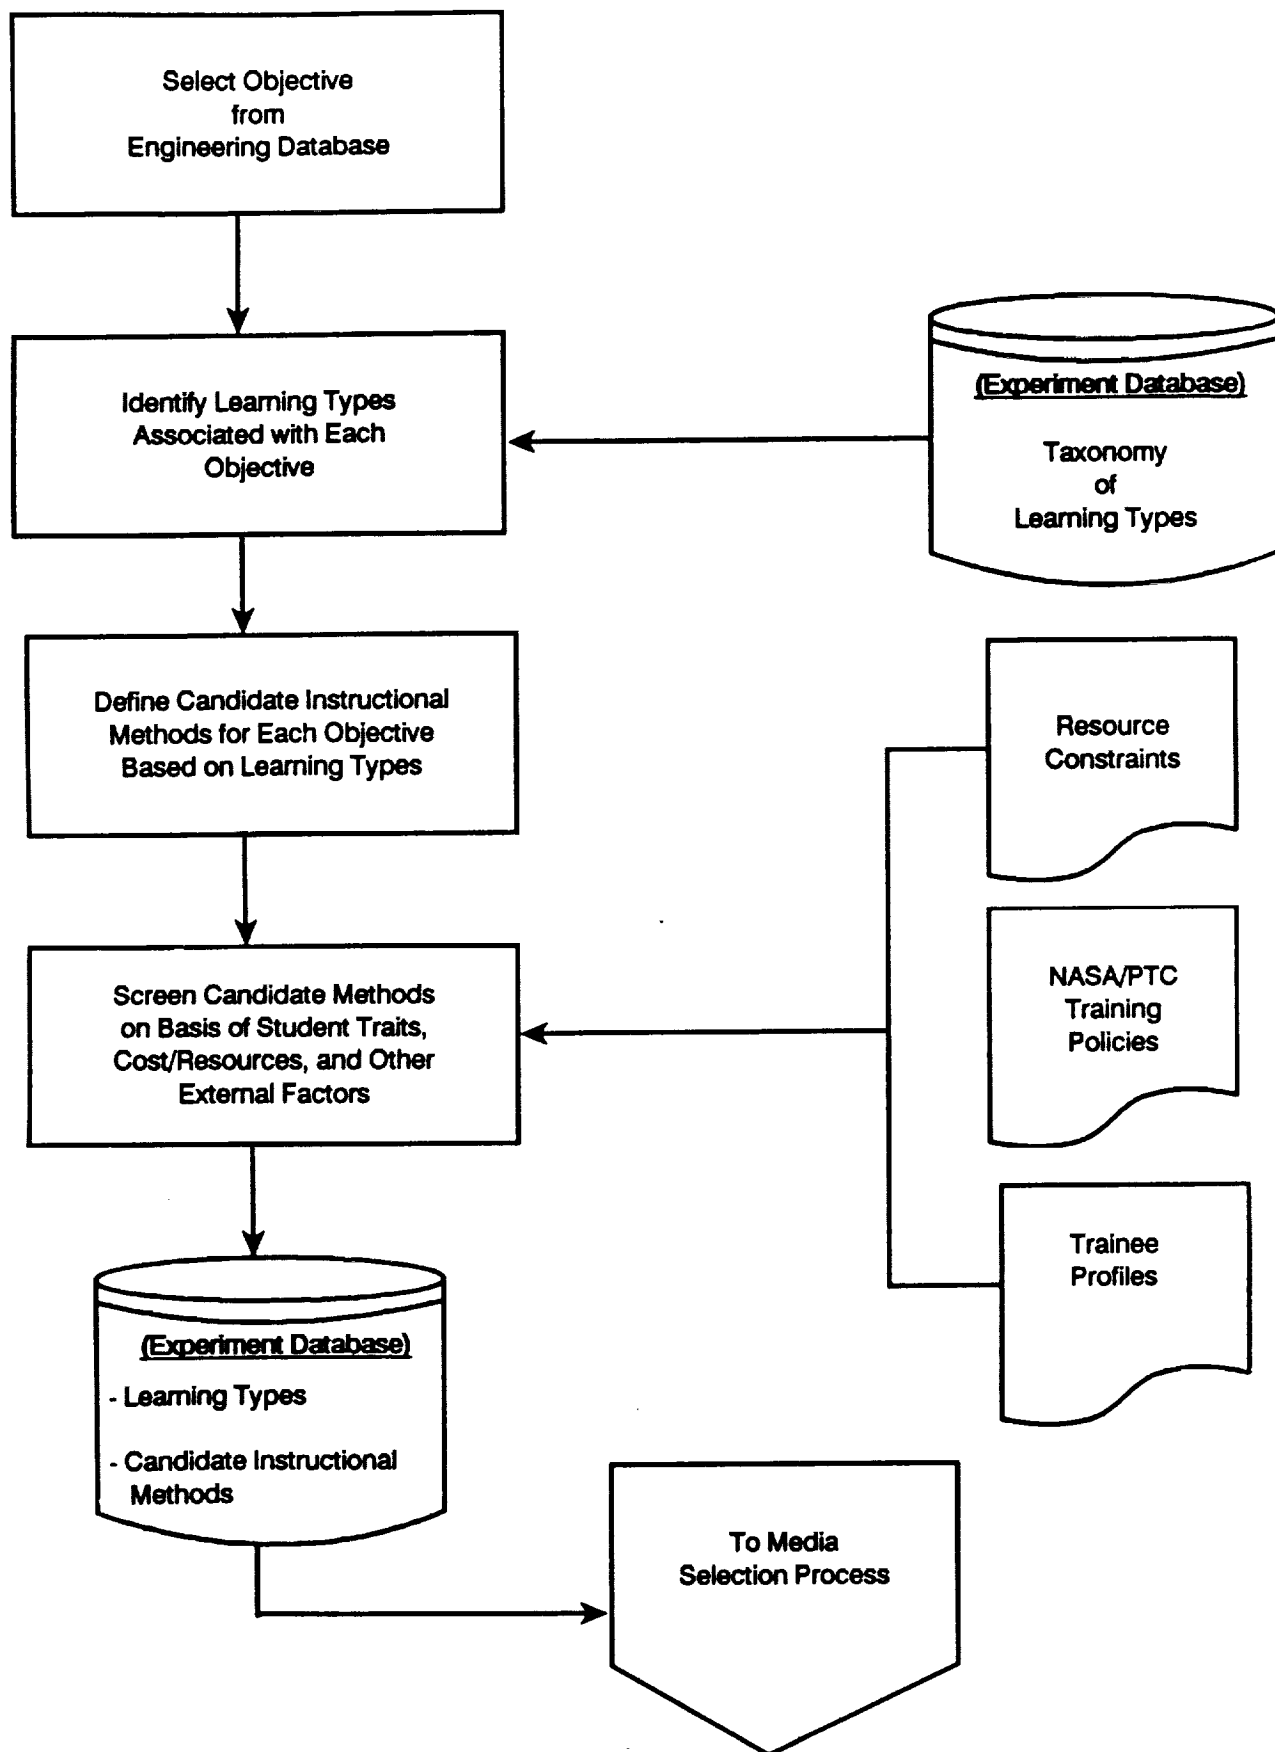 Select Objective
from
Engineering Database
Identify Learning Types
Associated with Each
Objective
(Experiment Database)
Taxonomy
of
Learning Types
Define Candidate Instructional
Methods for Each Objective
Based on Learning Types
Resource
Constraints
NASA/PTC
Training
Policies
Screen Candidate Methods
on Basis of Student Traits,
Cost/Resources, and Other
External Factors
Trainee
Profiles
(Experiment Database)
- Learning Types
- Candidate Instructional
Methods
To Media
Selection Process